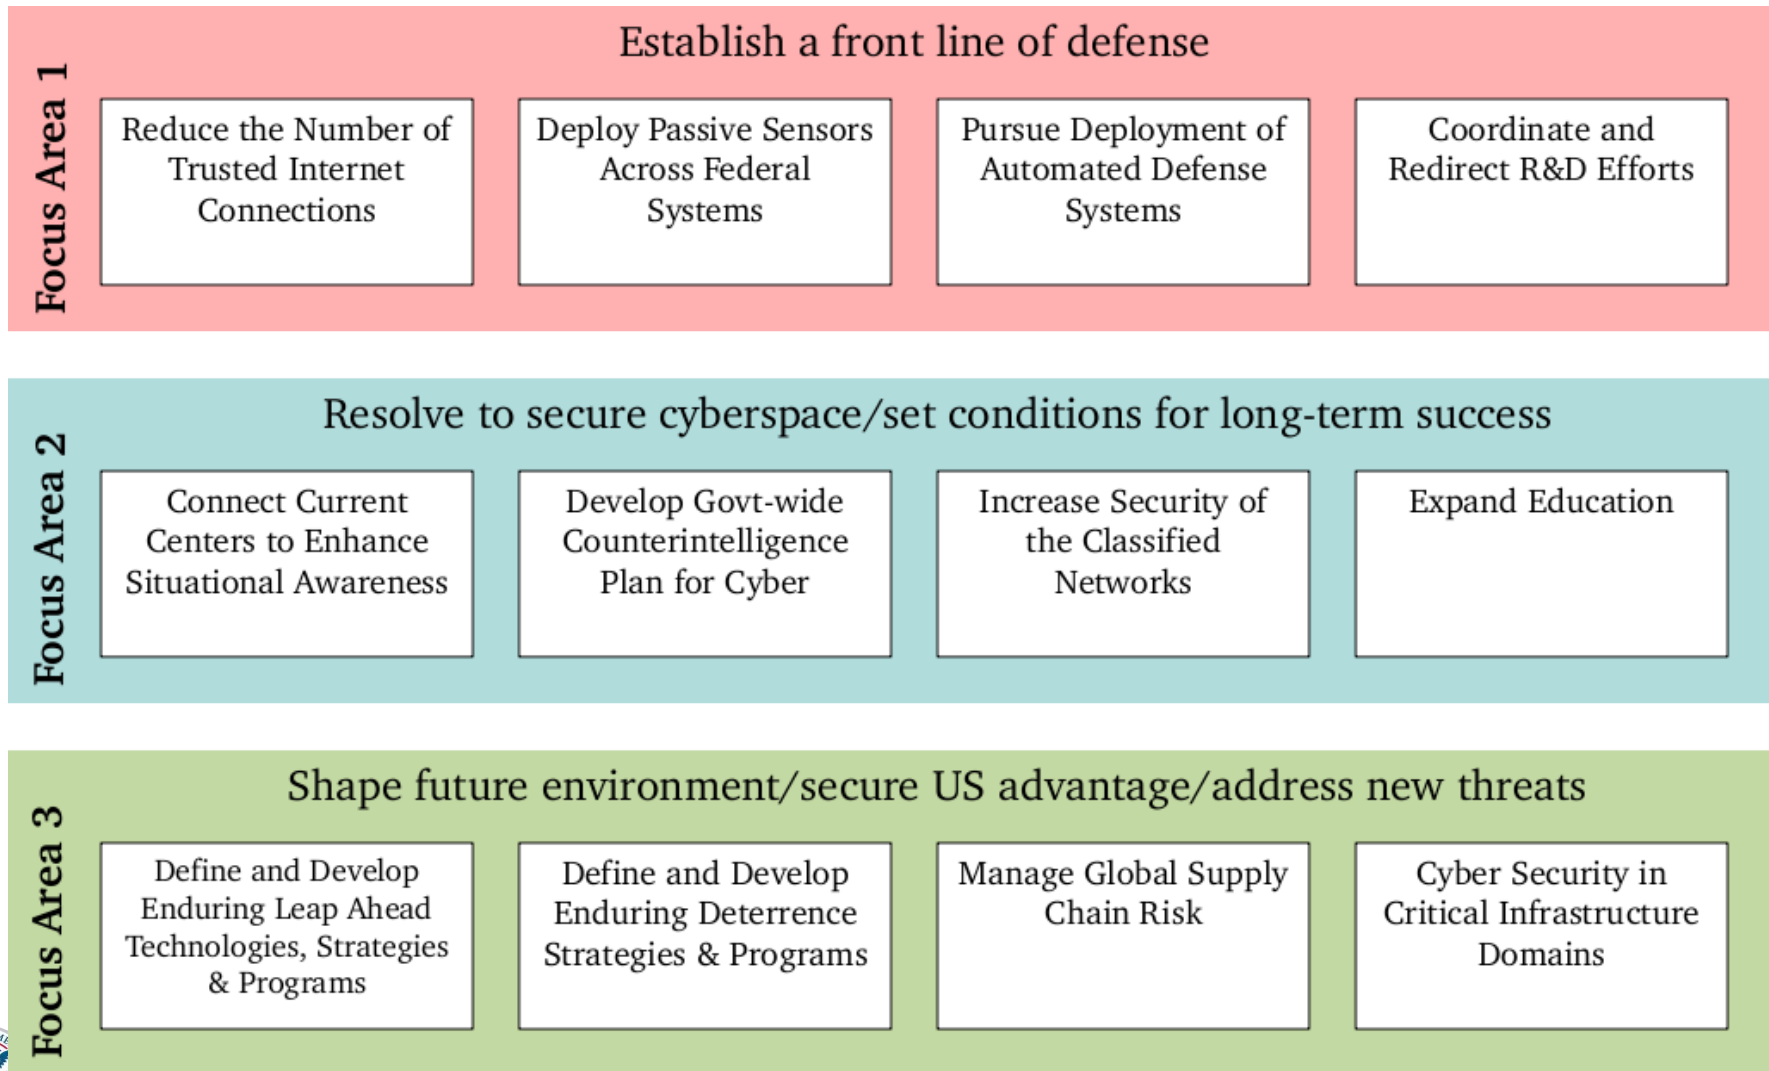 Focus Area 1
Establish a front line of defense
Reduce the Number of
Trusted Internet
Connections
Deploy Passive Sensors
Across Federal
Systems
Pursue Deployment of
Automated Defense
Systems
Coordinate and
Redirect R&D Efforts
Focus Area 2
Resolve to secure cyberspace/set conditions for long-term success
Connect Current
Centers to Enhance
Situational Awareness
Develop Govt-wide
Counterintelligence
Plan for Cyber
Increase Security of
the Classified
Networks
Expand Education
Focus Area 3
Shape future environment/secure US advantage/address new threats
Define and Develop
Enduring Leap Ahead
Technologies, Strategies
& Programs
Define and Develop
Enduring Deterrence
Strategies & Programs
Manage Global Supply
Chain Risk
Cyber Security in
Critical Infrastructure
Domains